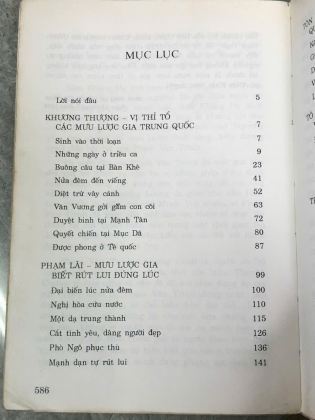 MỤC LỤC
Lời nói đầu 5
KHƯƠNG THƯỢNG – VỊ THỈ TỔ
CÁC MƯU LƯỢC GIA TRUNG QUỐC 7
Sinh vào thời loạn 7
Những ngày ở triều ca 9
Buông câu tại Bàn Khê 23
Nửa đêm đến viếng 41
Diệt trừ vây cánh 52
Văn Vương gởi gắm con côi 63
Duyệt binh tại Mạnh Tân 72
Quyết chiến tại Mục Dã 80
Được phong ở Tề quốc 87
PHẠM LÃI – MƯU LƯỢC GIA
BIẾT RÚT LUI ĐÚNG LÚC 99
Đại biến lúc nửa đêm 100
Nghị hòa cứu nước 110
Một dạ trung thành 115
Cắt tình yêu, dâng người đẹp 126
Phò Ngô phục thù 136
Mạnh dạn tự rút lui 141
586